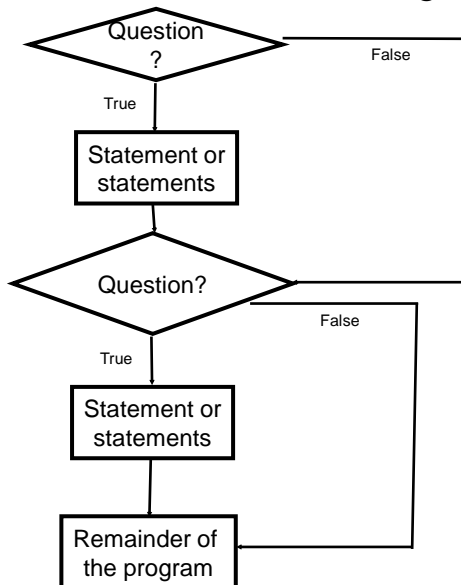 Question
?
False
True
Statement or
statements
Question?
False
True
Statement or
statements
Remainder of
the program